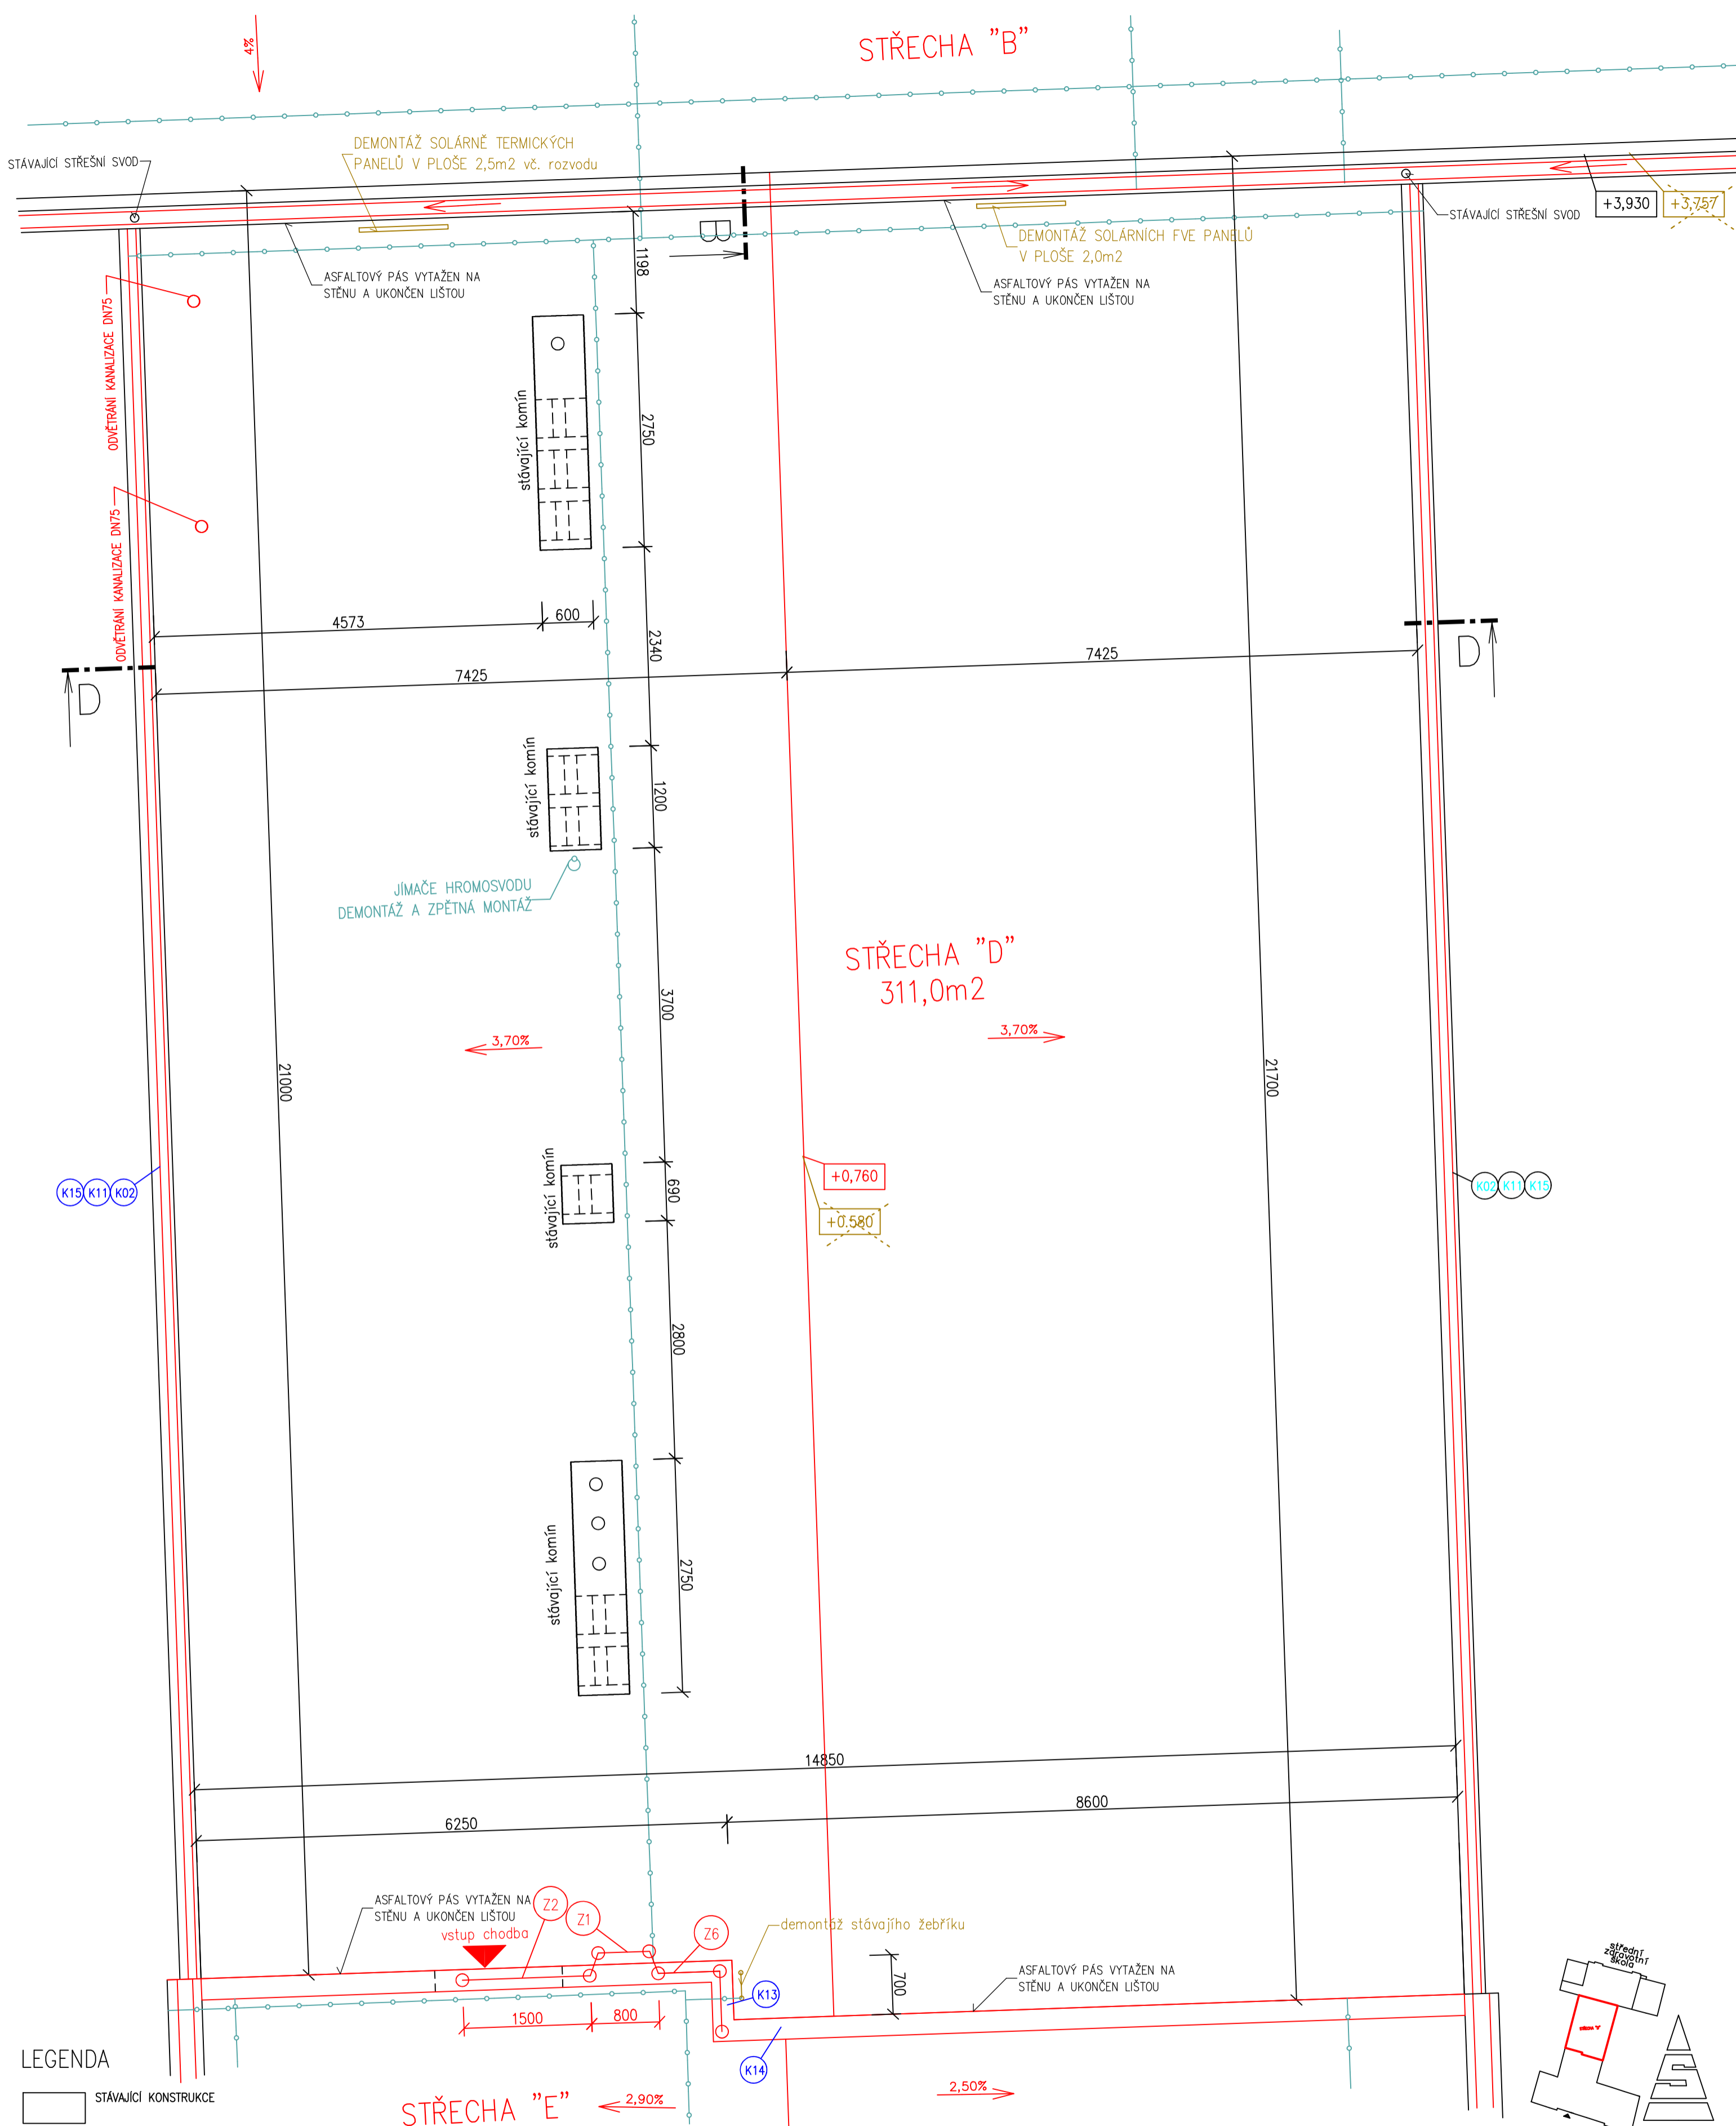 STŘECHA "B"
4%
STÁVAJÍCÍ STŘEŠNÍ SVOD
DEMONTÁŽ SOLÁRNĚ TERMICKÝCH
PANELŮ V PLOŠE 2,5m2 vč. rozvodu
+3,930
+3,757
STÁVAJÍCÍ STŘEŠNÍ SVOD
B
DEMONTÁŽ SOLÁRNÍCH FVE PANELŮ
V PLOŠE 2,0m2
ASFALTOVÝ PÁS VYTAŽEN NA
STĚNU A UKONČEN LIŠTOU
ASFALTOVÝ PÁS VYTAŽEN NA
STĚNU A UKONČEN LIŠTOU
1198
ODVĚTRÁNÍ KANALIZACE DN75
stávající komín
2750
ODVĚTRÁNÍ KANALIZACE DN75
4573
600
2340
7425
7425
D
D
stávající komín
1200
JÍMAČE HROMOSVODU
DEMONTÁŽ A ZPĚTNÁ MONTÁŽ
STŘECHA "D"
311,0m2
3700
3,70%
3,70%
21000
21700
stávající komín
690
+0,760
+0.580
K15
K11
K02
K02
K11
K15
2800
stávající komín
2750
14850
6250
8600
ASFALTOVÝ PÁS VYTAŽEN NA
STĚNU A UKONČEN LIŠTOU
vstup chodba
Z2
Z1
Z6
demontáž stávajího žebříku
700
ASFALTOVÝ PÁS VYTAŽEN NA
STĚNU A UKONČEN LIŠTOU
K13
1500
800
K14
LEGENDA
STÁVAJÍCÍ KONSTRUKCE
STŘECHA "E"
2,90%
2,50%
střední
zdravotní
škola
STŘECHA "D"